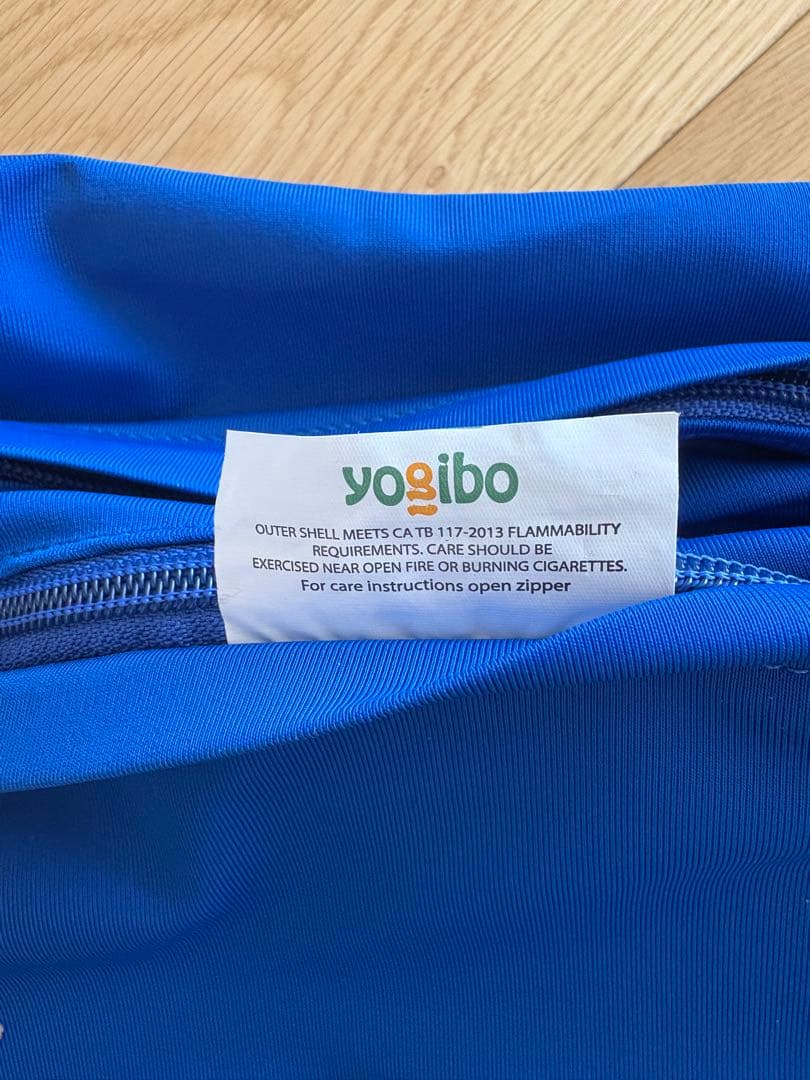 yogibo
OUTER SHELL MEETS CA TB 117-2013 FLAMMABILITY
REQUIREMENTS. CARE SHOULD BE
EXERCISED NEAR OPEN FIRE OR BURNING CIGARETTES.
For care instructions open zipper